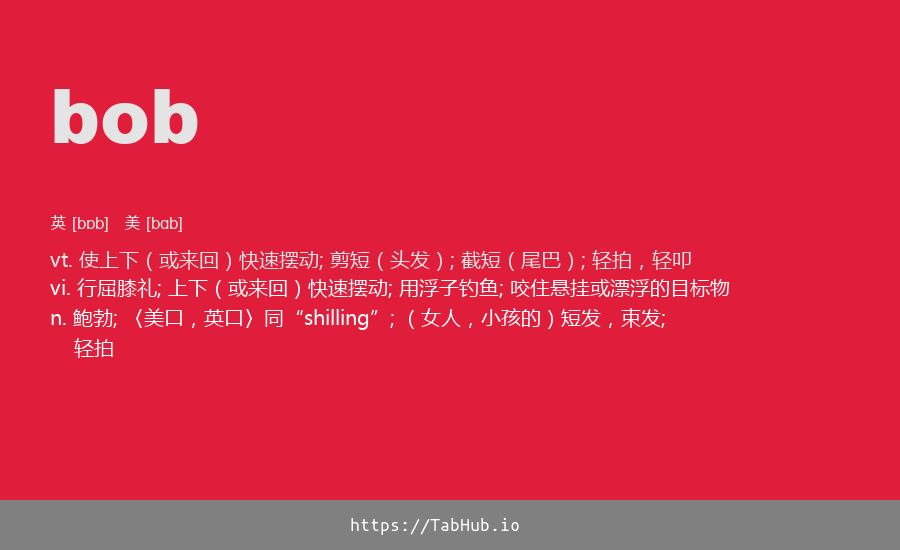 bob
英 [bɒb] 美 [bɑb]
vt. 使上下（或来回）快速摆动; 剪短（头发）; 截短（尾巴）; 轻拍，轻叩
vi. 行屈膝礼; 上下（或来回）快速摆动; 用浮子钓鱼; 咬住悬挂或漂浮的目标物
n. 鲍勃; 〈美口，英口〉同“shilling”; （女人，小孩的）短发，束发;
轻拍
https://TabHub.io